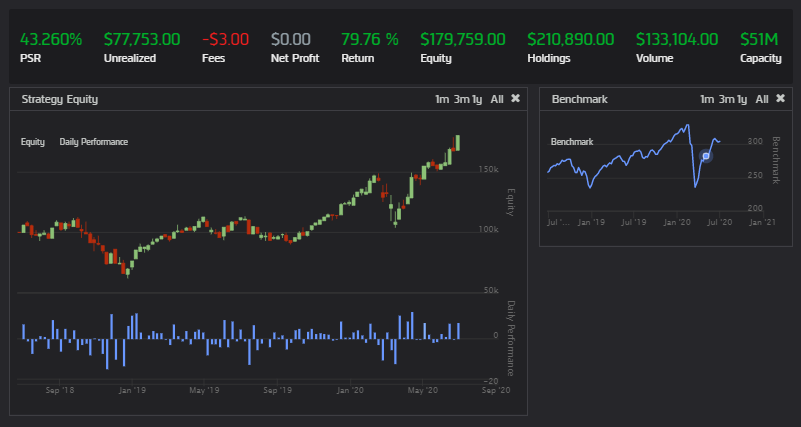 43.260% $77,753.00 -$3.00 $0.00 79.76 % $179,759.00 $210,890.00 $133,104.00 $51M
PSR Unrealized Fees Net Profit Return Equity Holdings Volume Capacity
Strategy Equity 1m 3m 1y All ✖
Equity Daily Performance
150k
100k
50k
Equity
0
-20
Daily Performance
Sep '18 Jan '19 May '19 Sep '19 Jan '20 May '20 Sep '20
Benchmark 1m 3m 1y All ✖
Benchmark
300
250
200
Benchmark
Jul '... Jan '19 Jul '19 Jan '20 Jul '20 Jan '21